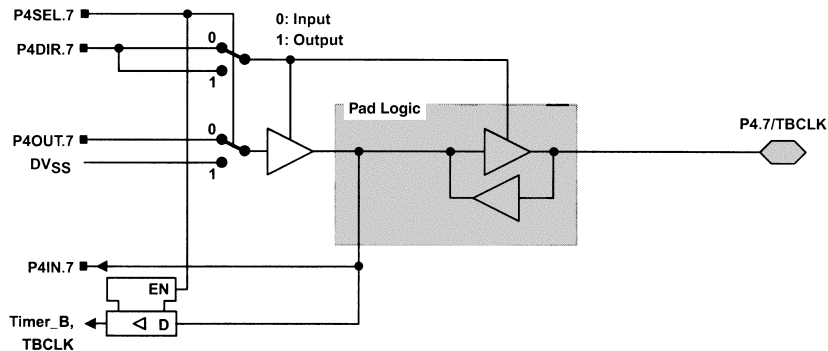 P4SEL.7
0: Input
1: Output
P4DIR.7
0
1
Pad Logic
P4.7/TBCLK
P4OUT.7
0
DVSS
1
P4IN.7
EN
Timer_B,
TBCLK
D